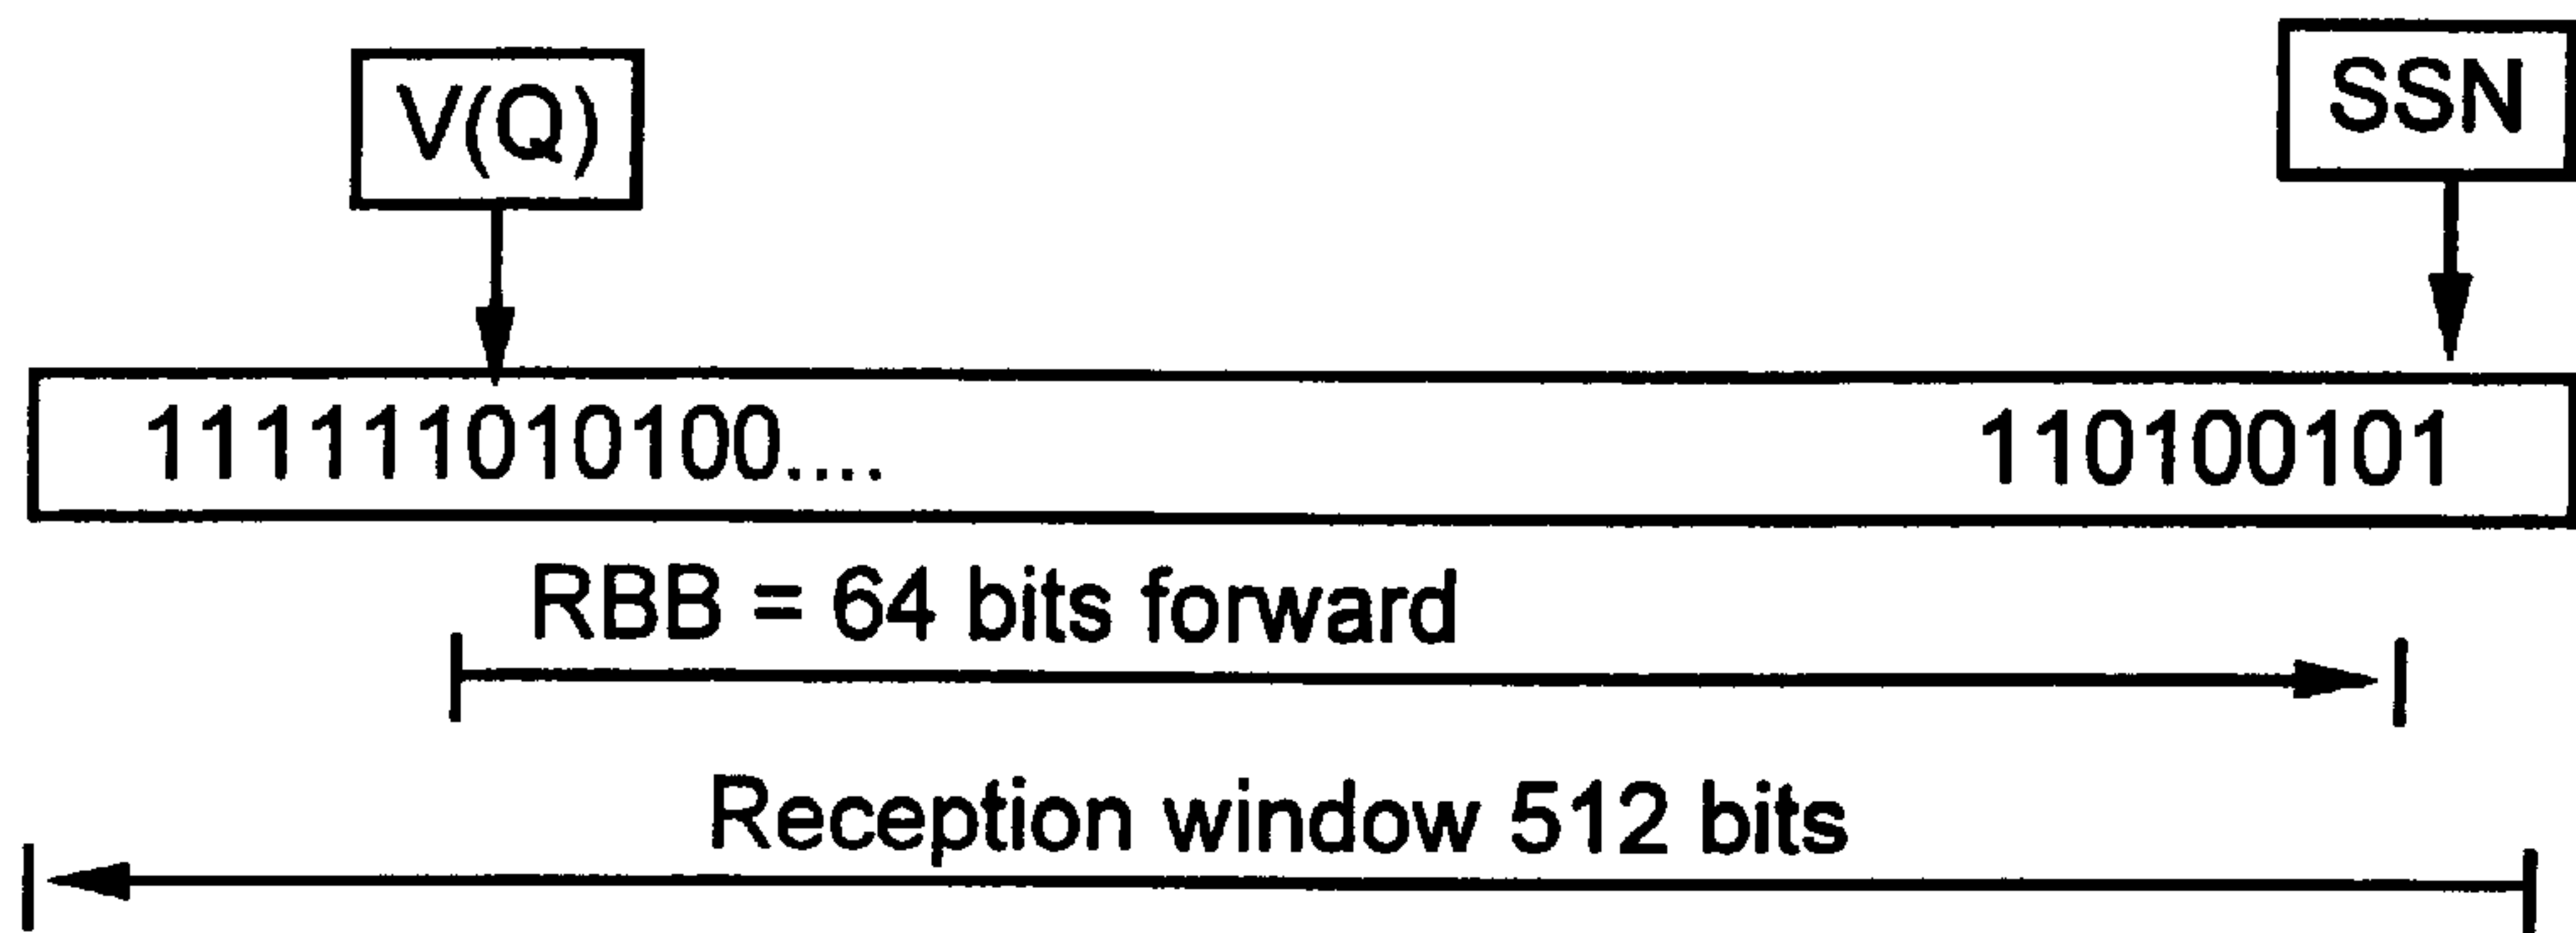 V(Q)
SSN
111111010100....
110100101
RBB = 64 bits forward
Reception window 512 bits